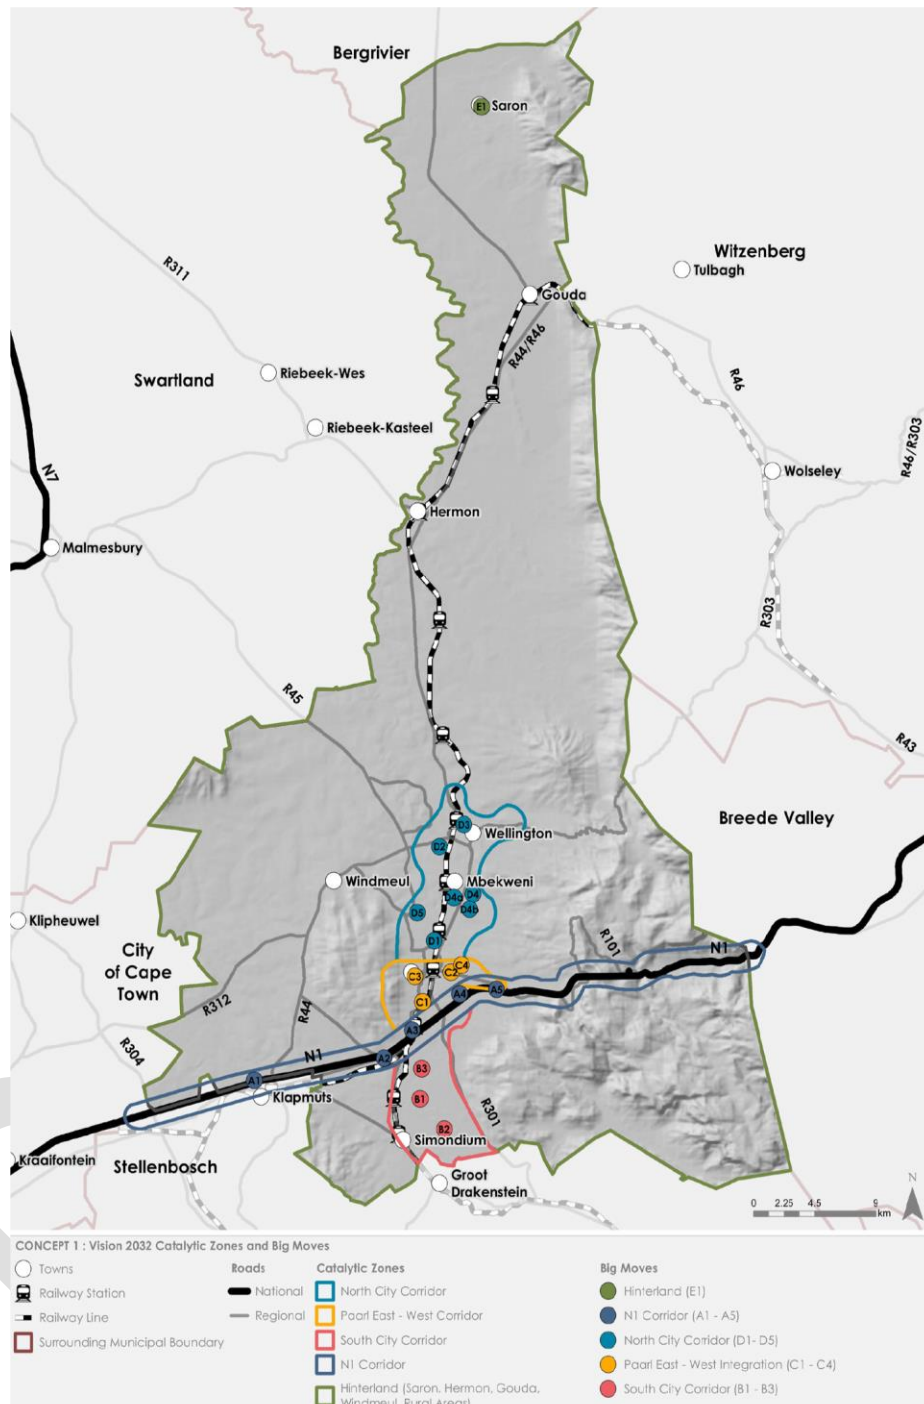 Bergrivier
E1 Saron
Witzenberg
Tulbagh
R311
Gouda
R44/R46
Swartland
Riebeek-Wes
R46
Riebeek-Kasteel
R46/R303
N7
Wolseley
Hermon
Malmesbury
R303
R45
R43
Breede Valley
D3
Wellington
D2
Windmeul
Mbekweni
D4a
D4
D4b
D5
Klipheuwel
D1
City
of Cape
Town
R101
N1
C4
C3
C2
A4
A5
C1
R312
R44
A3
R304
N1
A2
B3
A1
Klapmuts
B1
R301
B2
Simondium
Kraaifontein
Stellenbosch
Groot
Drakenstein
N
0 2.25 4.5 9
km
CONCEPT 1 : Vision 2032 Catalytic Zones and Big Moves
Towns
Railway Station
Railway Line
Surrounding Municipal Boundary
Roads
National
Regional
Catalytic Zones
North City Corridor
Paarl East - West Corridor
South City Corridor
N1 Corridor
Hinterland (Saron, Hermon, Gouda,
Windmeul, Rural Areas)
Big Moves
Hinterland (E1)
N1 Corridor (A1 - A5)
North City Corridor (D1- D5)
Paarl East - West Integration (C1 - C4)
South City Corridor (B1 - B3)